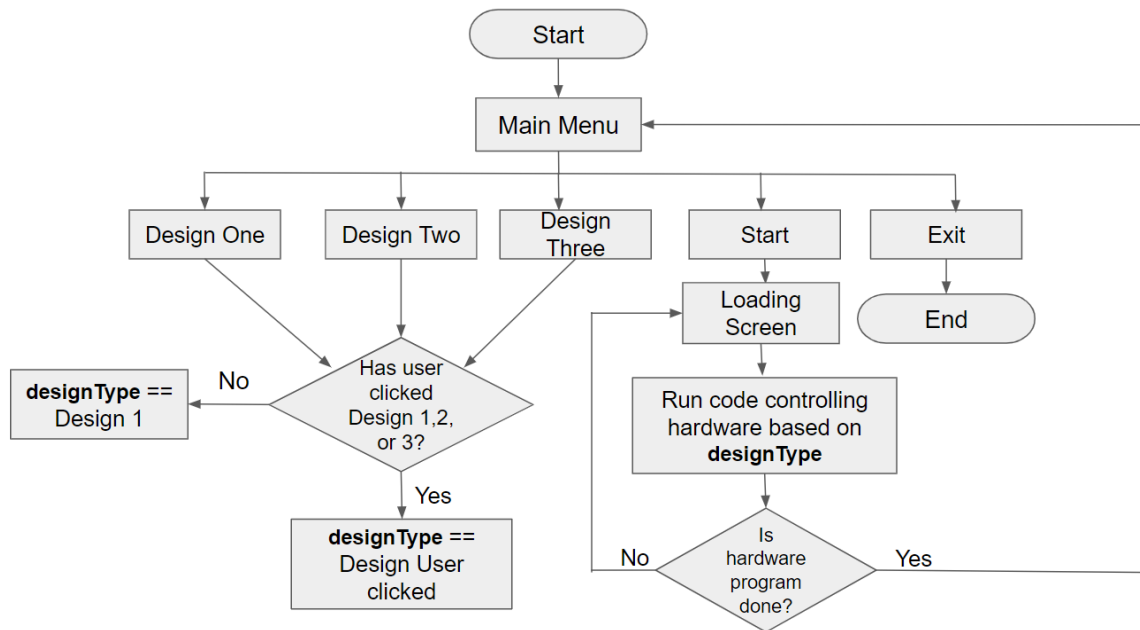 Start
Main Menu
Design One
Design Two
Design
Three
Start
Exit
Loading
Screen
End
Has user
clicked
Design 1,2,
or 3?
No
designType ==
Design 1
Yes
designType ==
Design User
clicked
Run code controlling
hardware based on
designType
Is
hardware
program
done?
No
Yes